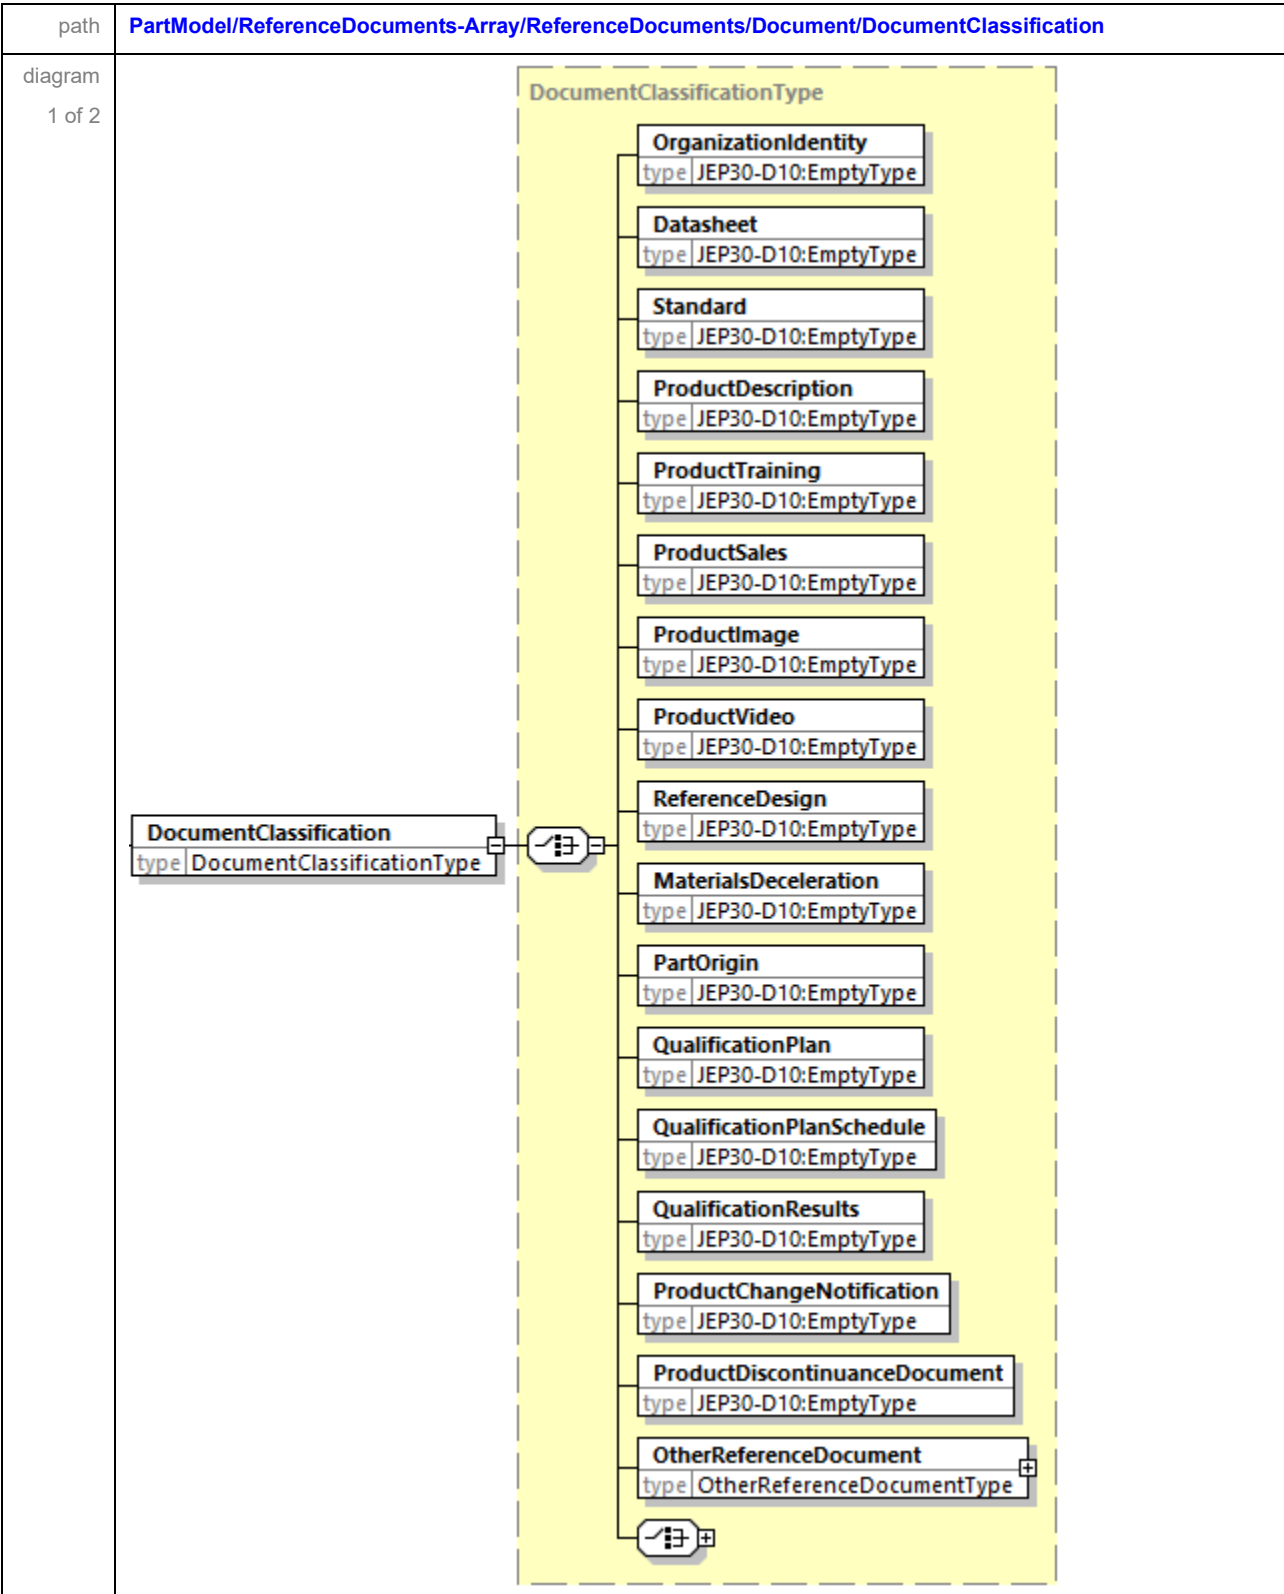 path
PartModel/ReferenceDocuments-Array/ReferenceDocuments/Document/DocumentClassification
diagram
1 of 2
DocumentClassificationType
OrganizationIdentity
type JEP30-D10:EmptyType
Datasheet
type JEP30-D10:EmptyType
Standard
type JEP30-D10:EmptyType
ProductDescription
type JEP30-D10:EmptyType
ProductTraining
type JEP30-D10:EmptyType
ProductSales
type JEP30-D10:EmptyType
ProductImage
type JEP30-D10:EmptyType
ProductVideo
type JEP30-D10:EmptyType
ReferenceDesign
type JEP30-D10:EmptyType
DocumentClassification
type DocumentClassificationType
MaterialsDeceleration
type JEP30-D10:EmptyType
PartOrigin
type JEP30-D10:EmptyType
QualificationPlan
type JEP30-D10:EmptyType
QualificationPlanSchedule
type JEP30-D10:EmptyType
QualificationResults
type JEP30-D10:EmptyType
ProductChangeNotification
type JEP30-D10:EmptyType
ProductDiscontinuanceDocument
type JEP30-D10:EmptyType
OtherReferenceDocument
type OtherReferenceDocumentType